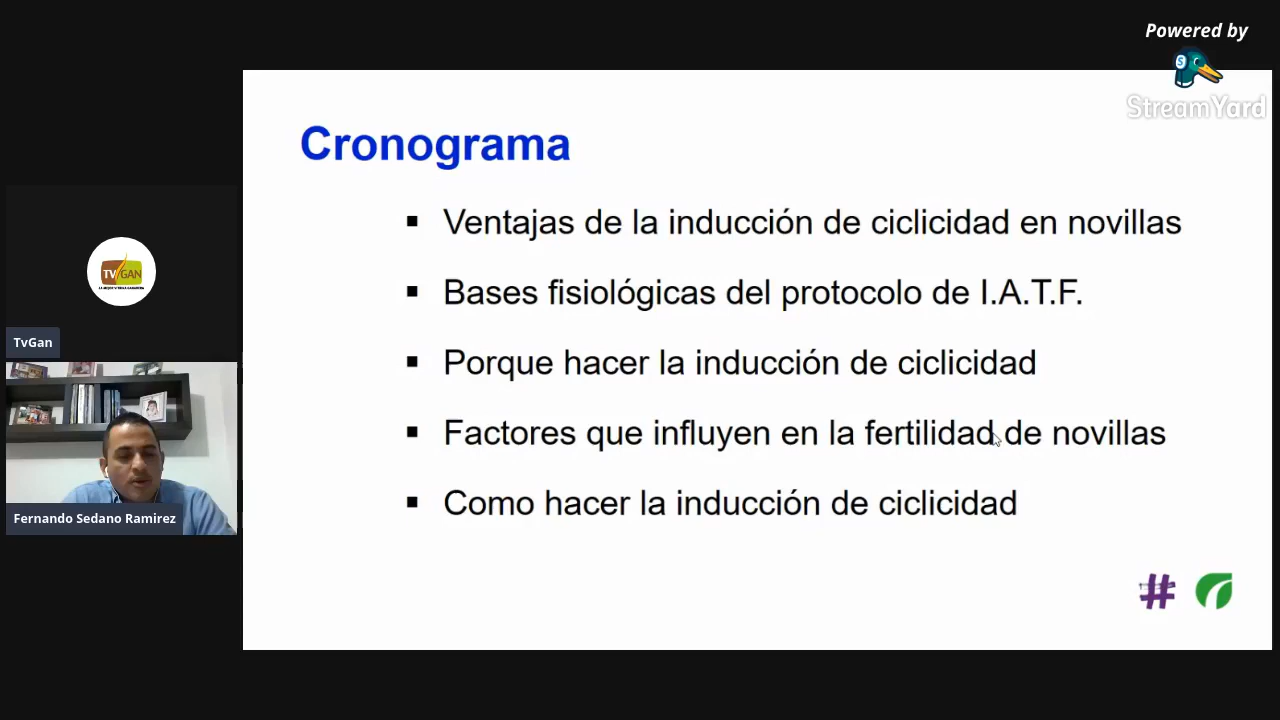 Powered by
StreamYard
Cronograma
▪ Ventajas de la inducción de ciclicidad en novillas
▪ Bases fisiológicas del protocolo de I.A.T.F.
▪ Porque hacer la inducción de ciclicidad
▪ Factores que influyen en la fertilidad de novillas
▪ Como hacer la inducción de ciclicidad
TV GAN
TvGan
Fernando Sedano Ramirez
#